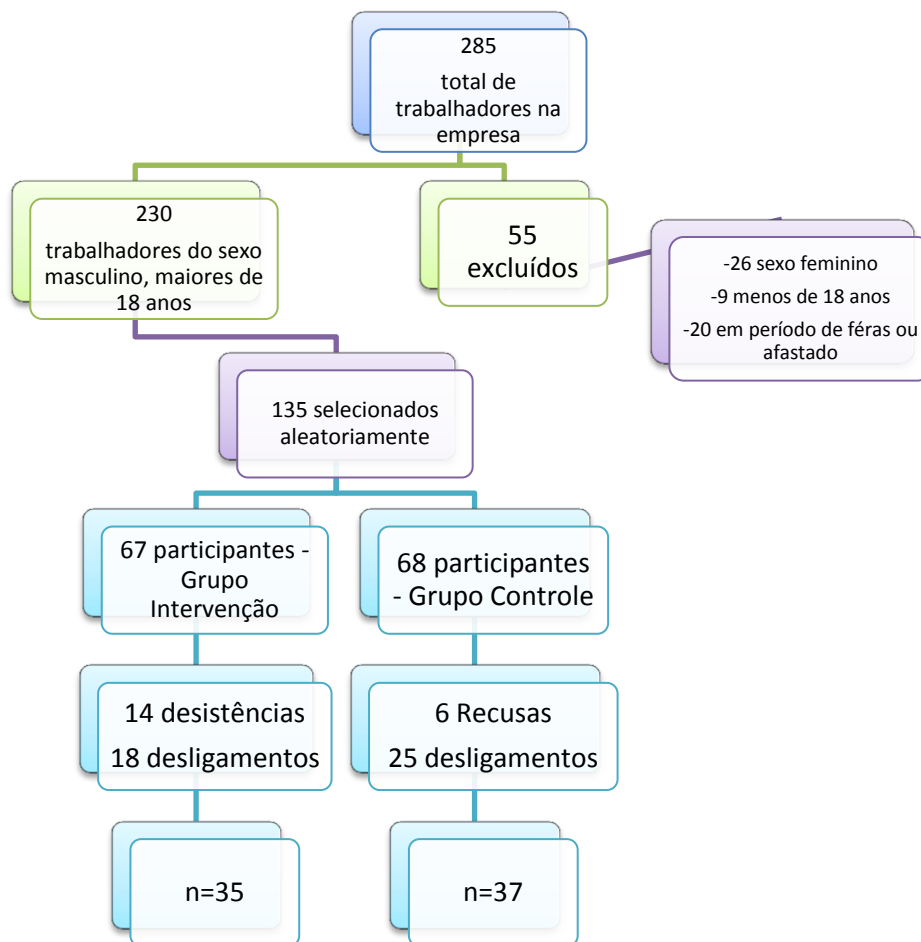 285
total de
trabalhadores na
empresa
230
trabalhadores do sexo
masculino, maiores de
18 anos
55
excluídos
-26 sexo feminino
-9 menos de 18 anos
-20 em período de féras ou
afastado
135 selecionados
aleatoriamente
67 participantes -
Grupo
Intervenção
68 participantes
- Grupo Controle
14 desistências
18 desligamentos
6 Recusas
25 desligamentos
n=35
n=37